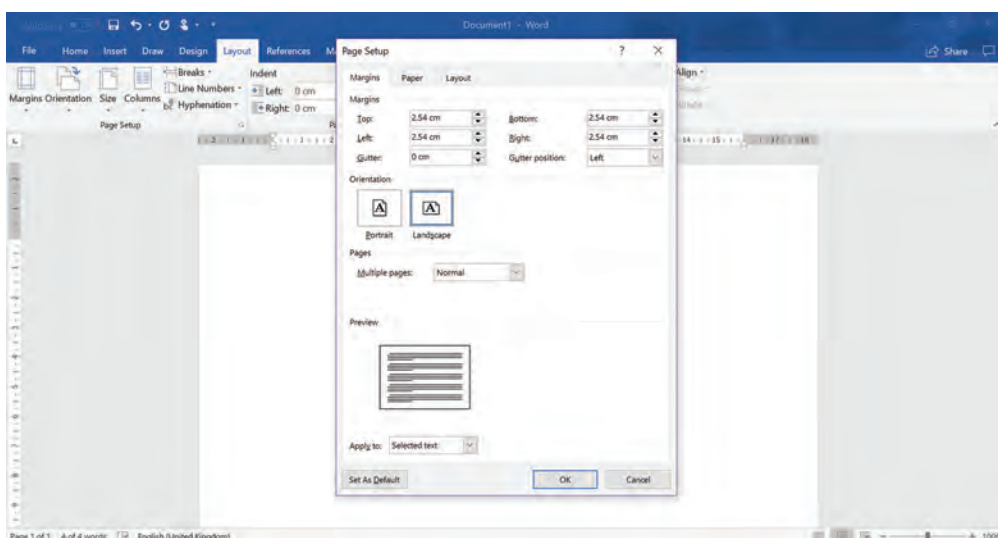 Document1 - Word
File Home Insert Draw Design Layout References
Share
Margins Orientation Size Columns
Breaks
Line Numbers
Hyphenation
Page Setup
Indent
Left: 0 cm
Right: 0 cm
Align
Page Setup ? ×
Margins Paper Layout
Margins
Top: 2.54 cm Bottom: 2.54 cm
Left: 2.54 cm Right: 2.54 cm
Gutter: 0 cm Gutter position: Left
Orientation
Portrait Landscape
Pages
Multiple pages: Normal
Preview
Apply to: Selected text
Set As Default OK Cancel
Page 1 of 1 4 of 4 words English (United Kingdom)